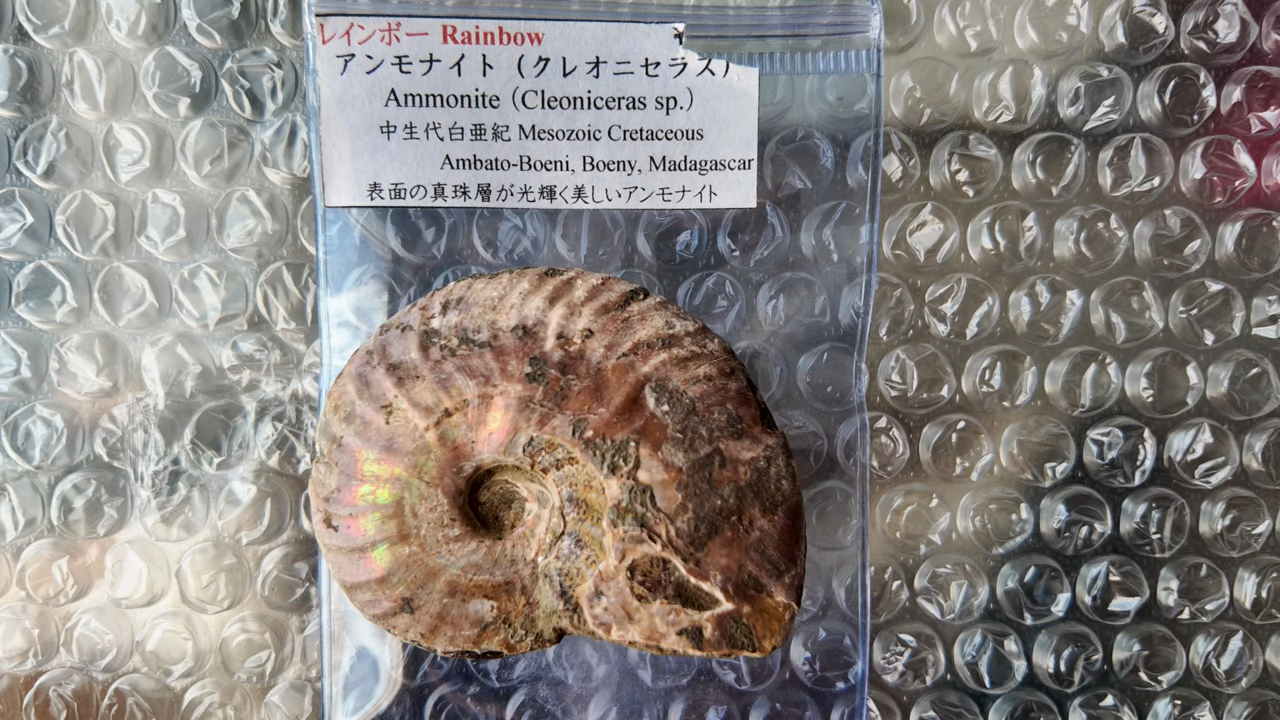 レインボー Rainbow
アンモナイト（クレオニセラス）
Ammonite（Cleoniceras sp.）
中生代白亜紀 Mesozoic Cretaceous
Ambato-Boeni, Boeny, Madagascar
表面の真珠層が光輝く美しいアンモナイト